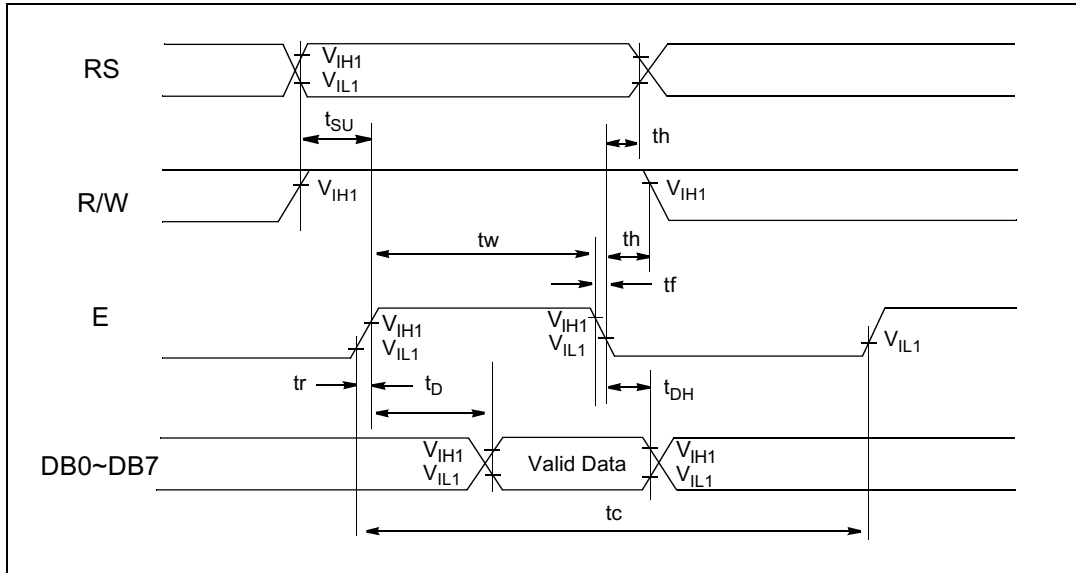 RS
V_IH1
V_IL1
t_SU
th
R/W
V_IH1
V_IH1
tw
th
tf
E
V_IH1
V_IL1
V_IH1
V_IL1
V_IL1
tr
t_D
t_DH
DB0~DB7
V_IH1
V_IL1
Valid Data
V_IH1
V_IL1
tc